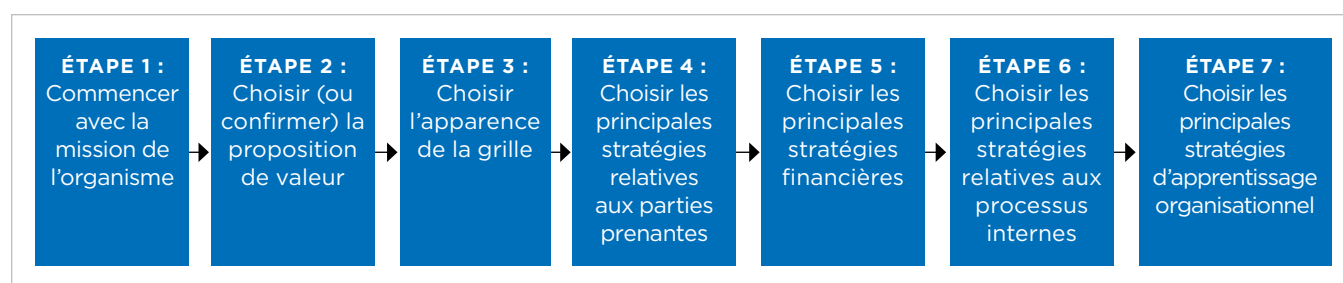 ÉTAPE 1 :
Commencer
avec la
mission de
l'organisme
ÉTAPE 2 :
Choisir (ou
confirmer) la
proposition
de valeur
ÉTAPE 3 :
Choisir
l'apparence
de la grille
ÉTAPE 4 :
Choisir les
principales
stratégies
relatives
aux parties
prenantes
ÉTAPE 5 :
Choisir les
principales
stratégies
financières
ÉTAPE 6 :
Choisir les
principales
stratégies
relatives aux
processus
internes
ÉTAPE 7 :
Choisir les
principales
stratégies
d'apprentissage
organisationnel